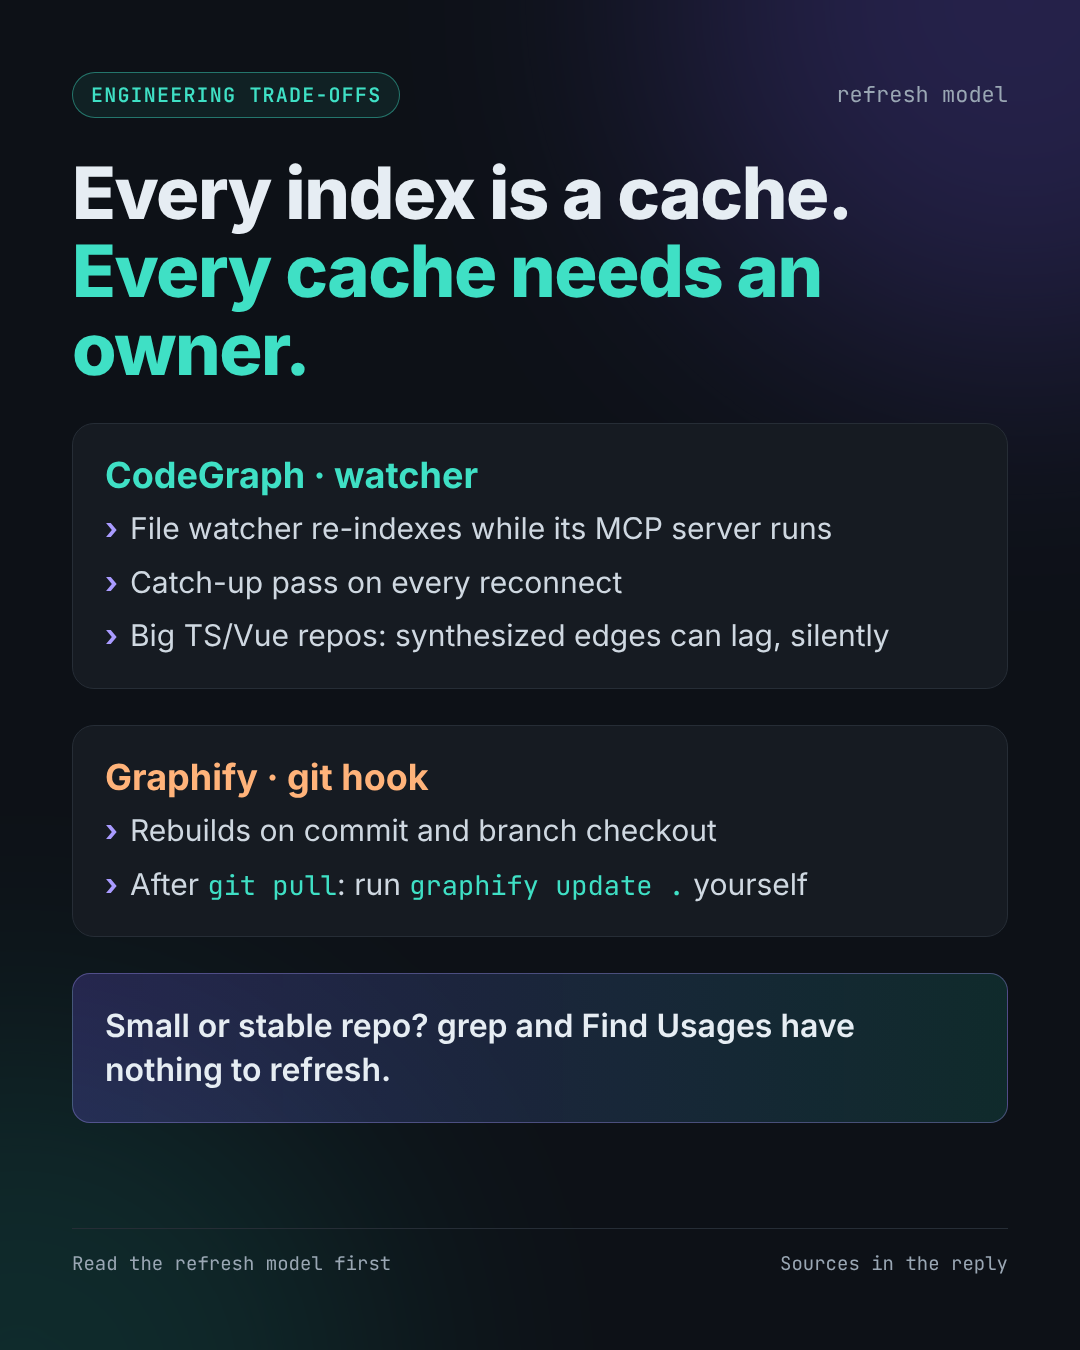 ENGINEERING TRADE-OFFS
refresh model
Every index is a cache.
Every cache needs an
owner.
CodeGraph · watcher
› File watcher re-indexes while its MCP server runs
› Catch-up pass on every reconnect
› Big TS/Vue repos: synthesized edges can lag, silently
Graphify · git hook
› Rebuilds on commit and branch checkout
› After git pull: run graphify update . yourself
Small or stable repo? grep and Find Usages have
nothing to refresh.
Read the refresh model first
Sources in the reply